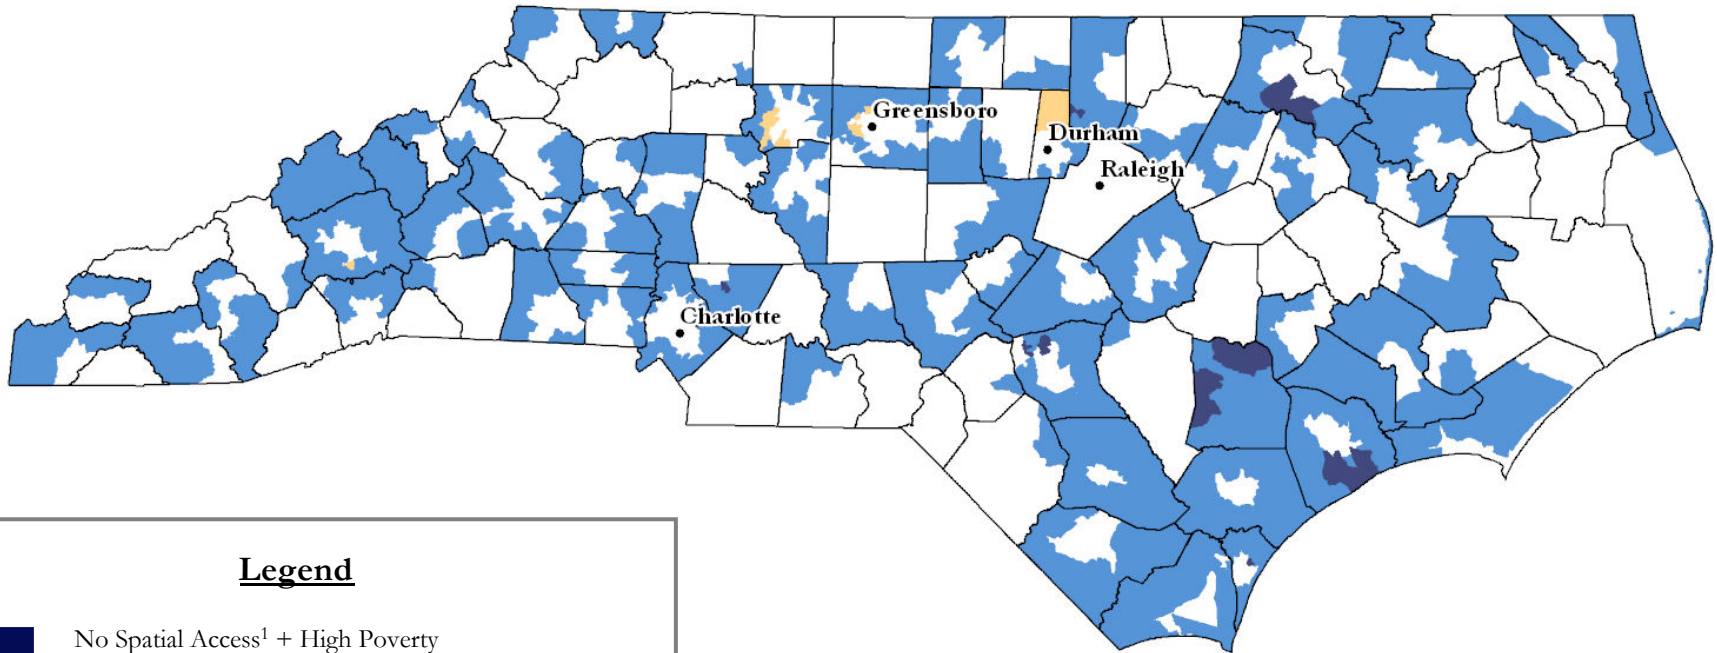 Greensboro
Durham
Raleigh
Charlotte
Legend
No Spatial Access¹ + High Poverty